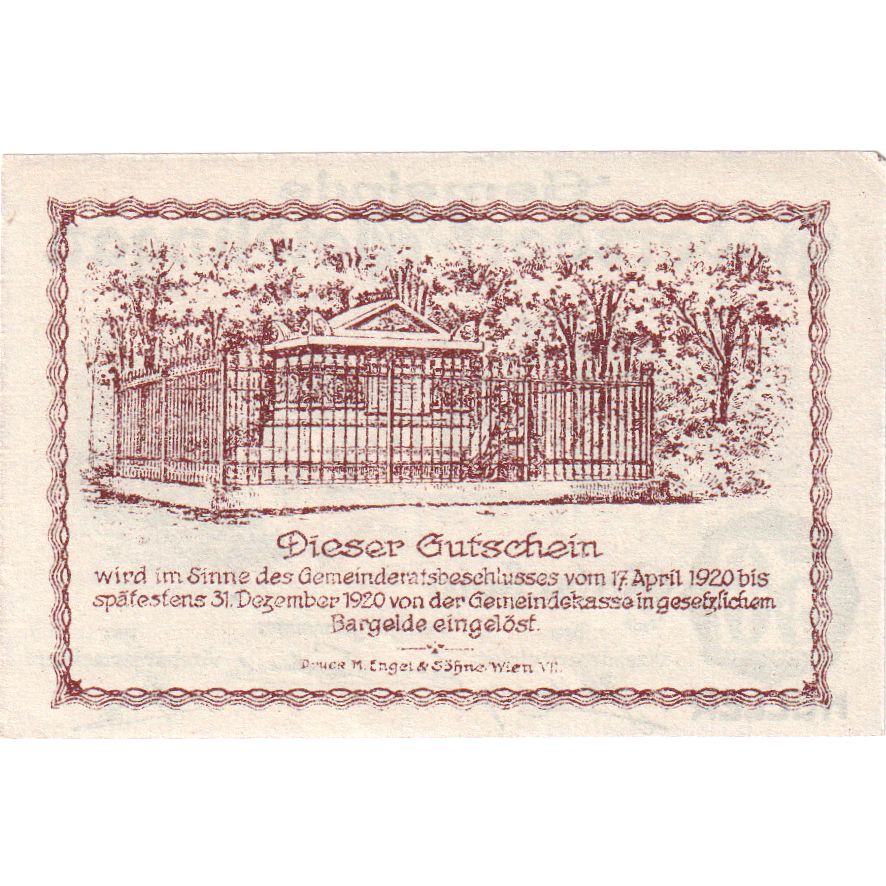 Dieser Gutschein
wird im Sinne des Gemeinderatsbeschlusses vom 17. April 1920 bis
spätestens 31. Dezember 1920 von der Gemeindekasse in gesetzlichem
Bargelde eingelöst.
Druck M. Engel & Söhne, Wien VII.